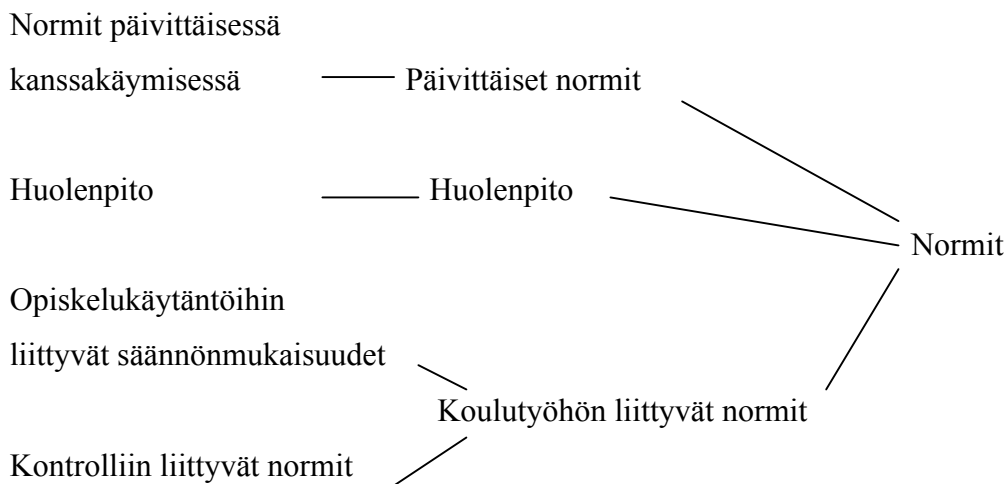 Normit päivittäisessä
kanssakäymisessä
Päivittäiset normit
Huolenpito
Huolenpito
Normit
Opiskelukäytäntöihin
liittyvät säännönmukaisuudet
Koulutyöhön liittyvät normit
Kontrolliin liittyvät normit